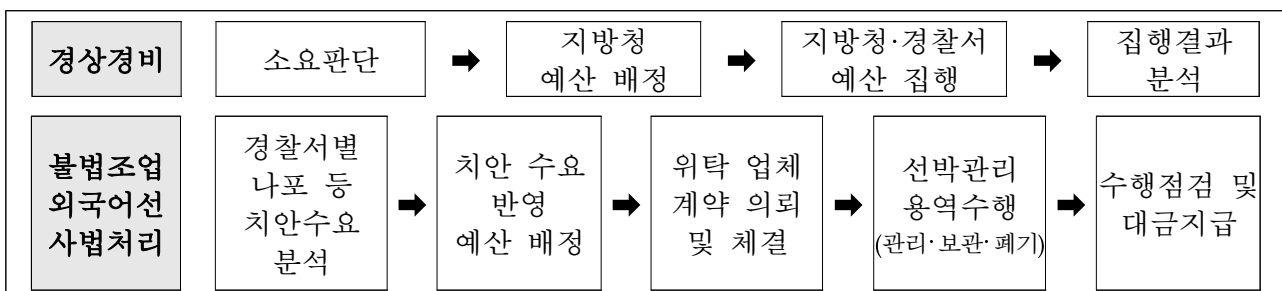 경상경비
소요판단
➡
지방청
예산 배정
➡
지방청·경찰서
예산 집행
➡
집행결과
분석
불법조업
외국어선
사법처리
경찰서별
나포 등
치안수요
분석
➡
치안 수요
반영
예산 배정
➡
위탁 업체
계약 의뢰
및 체결
➡
선박관리
용역수행
(관리·보관·폐기)
➡
수행점검 및
대금지급